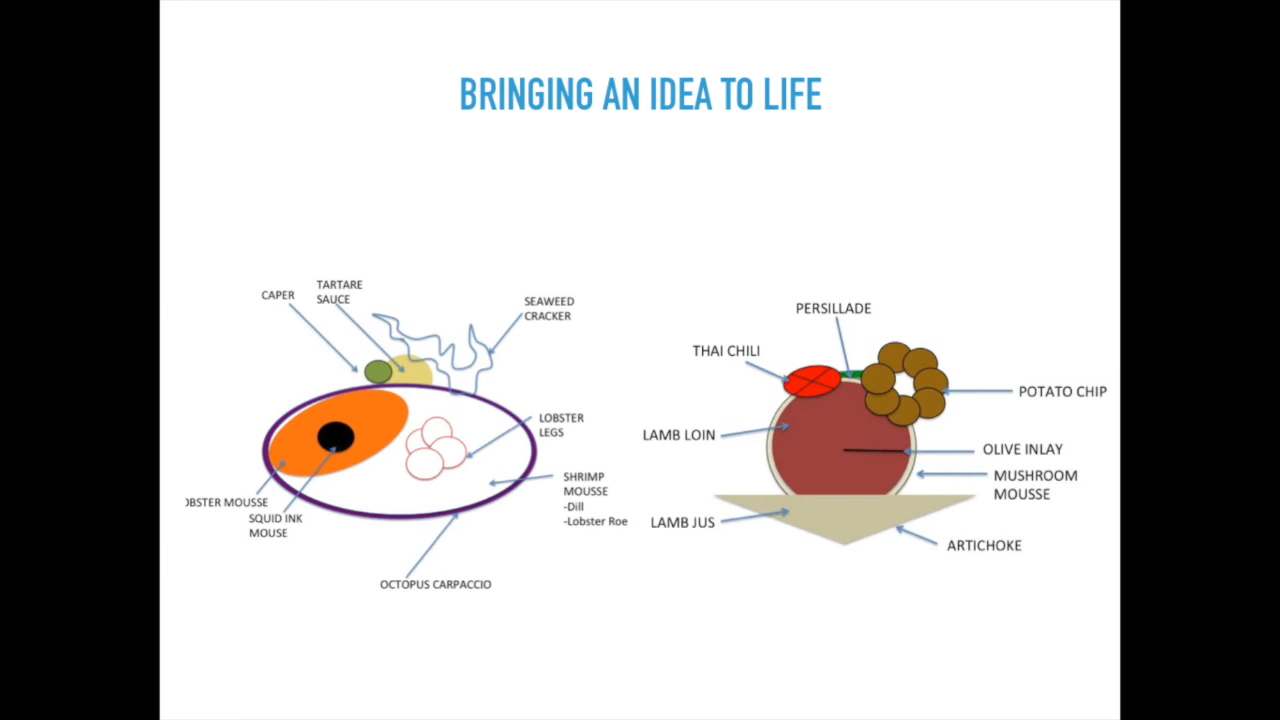 BRINGING AN IDEA TO LIFE
CAPER
TARTARE
SAUCE
SEAWEED
CRACKER
LOBSTER
LEGS
SHRIMP
MOUSSE
-Dill
-Lobster Roe
OBSTER MOUSSE
SQUID INK
MOUSE
OCTOPUS CARPACCIO
PERSILLADE
THAI CHILI
POTATO CHIP
LAMB LOIN
OLIVE INLAY
MUSHROOM
MOUSSE
LAMB JUS
ARTICHOKE